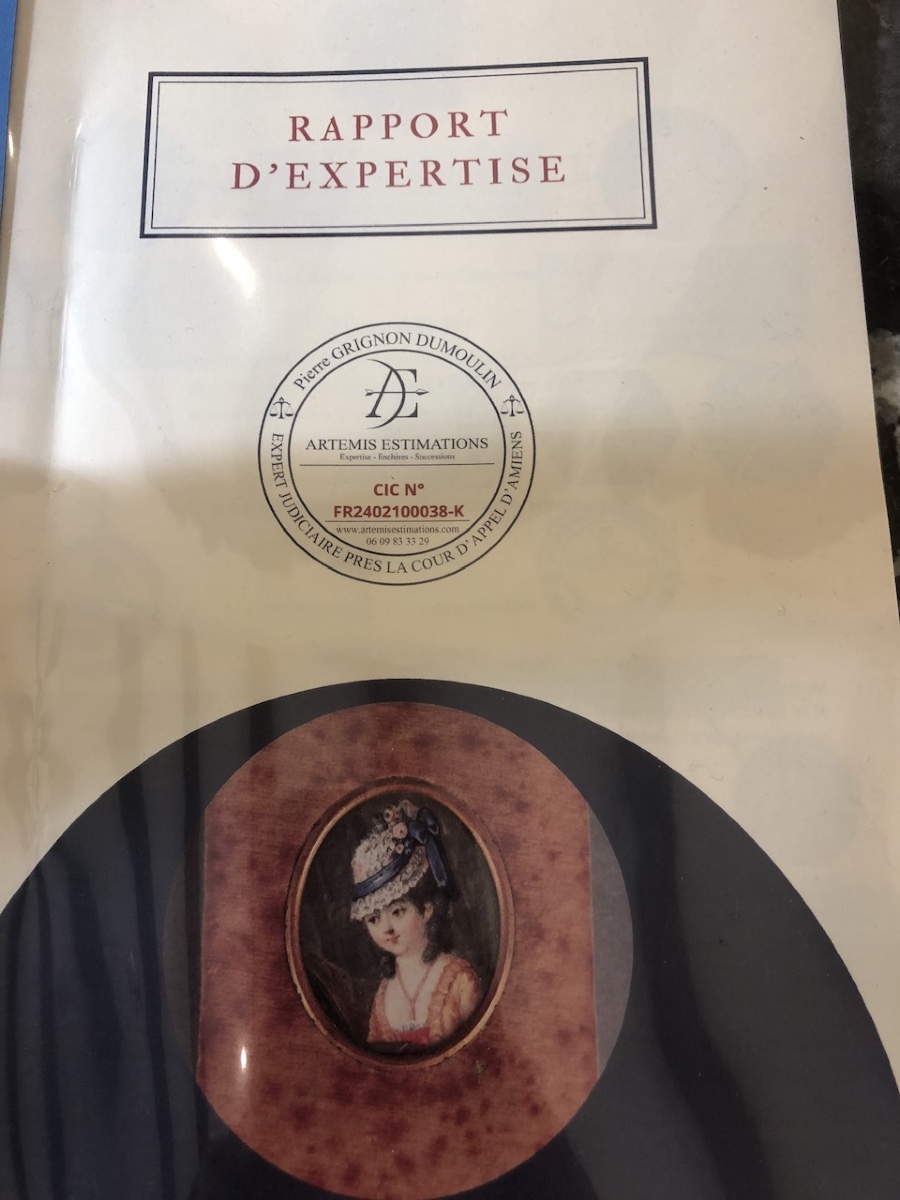 RAPPORT
D'EXPERTISE
Pierre GRIGNON DUMOULIN
Æ
ARTEMIS ESTIMATIONS
Expertise - Enchères - Successions
CIC N°
FR2402100038-K
www.artemisestimations.com
06 09 83 33 29
EXPERT JUDICIAIRE PRES LA COUR D'APPEL D'AMIENS